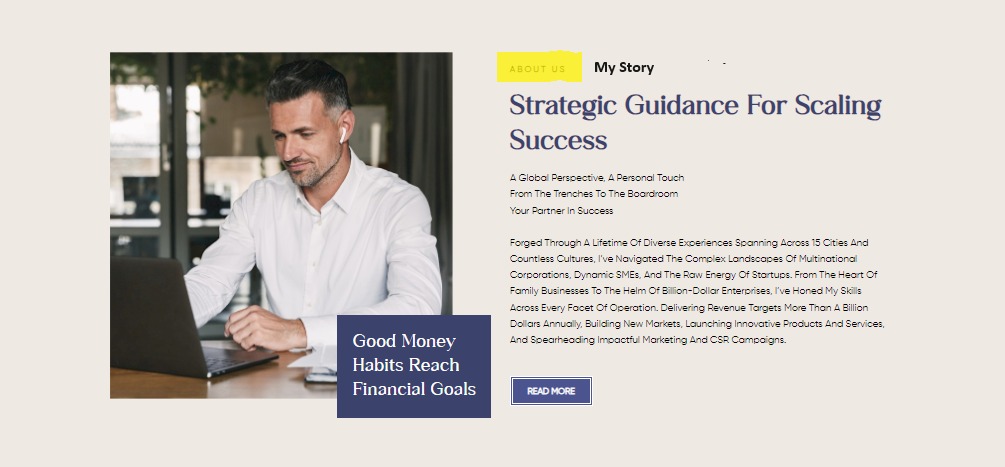 ABOUT US My Story
Strategic Guidance For Scaling
Success
A Global Perspective, A Personal Touch
From The Trenches To The Boardroom
Your Partner In Success
Forged Through A Lifetime Of Diverse Experiences Spanning Across 15 Cities And
Countless Cultures, I've Navigated The Complex Landscapes Of Multinational
Corporations, Dynamic SMEs, And The Raw Energy Of Startups. From The Heart Of
Family Businesses To The Helm Of Billion-Dollar Enterprises, I've Honed My Skills
Across Every Facet Of Operation. Delivering Revenue Targets More Than A Billion
Dollars Annually, Building New Markets, Launching Innovative Products And Services,
And Spearheading Impactful Marketing And CSR Campaigns.
READ MORE
Good Money
Habits Reach
Financial Goals